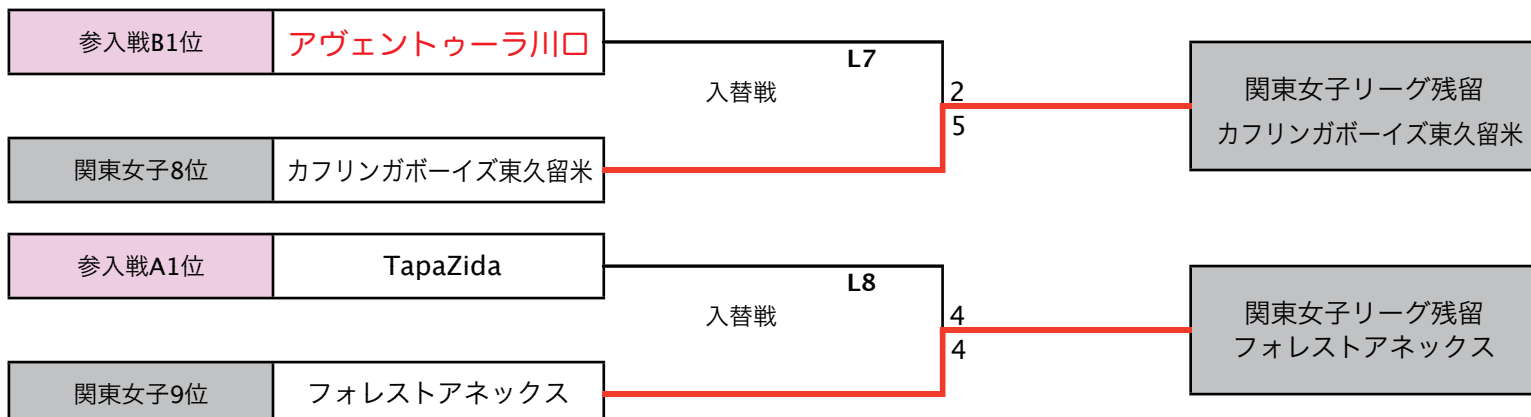 参入戦B1位 アヴェントゥーラ川口
L7
入替戦
2
5
関東女子リーグ残留
カフリンガボーイズ東久留米
関東女子8位 カフリンガボーイズ東久留米
参入戦A1位 TapaZida
L8
入替戦
4
4
関東女子リーグ残留
フォレストアネックス
関東女子9位 フォレストアネックス